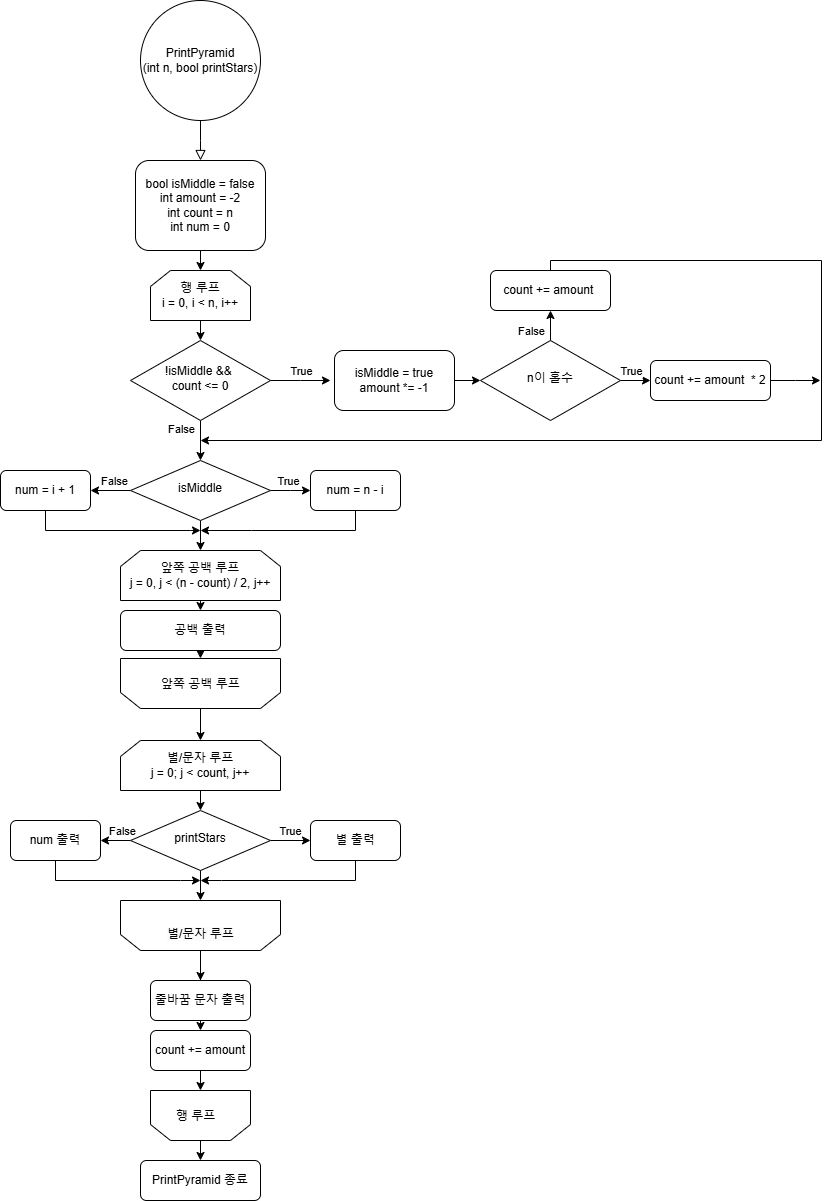 PrintPyramid
(int n, bool printStars)
bool isMiddle = false
int amount = -2
int count = n
int num = 0
행 루프
i = 0, i < n, i++
!isMiddle &&
count <= 0
True
False
isMiddle = true
amount *= -1
n이 홀수
False
True
count += amount
count += amount * 2
isMiddle
False
True
num = i + 1
num = n - i
앞쪽 공백 루프
j = 0, j < (n - count) / 2, j++
공백 출력
앞쪽 공백 루프
별/문자 루프
j = 0; j < count, j++
printStars
False
True
num 출력
별 출력
별/문자 루프
줄바꿈 문자 출력
count += amount
행 루프
PrintPyramid 종료